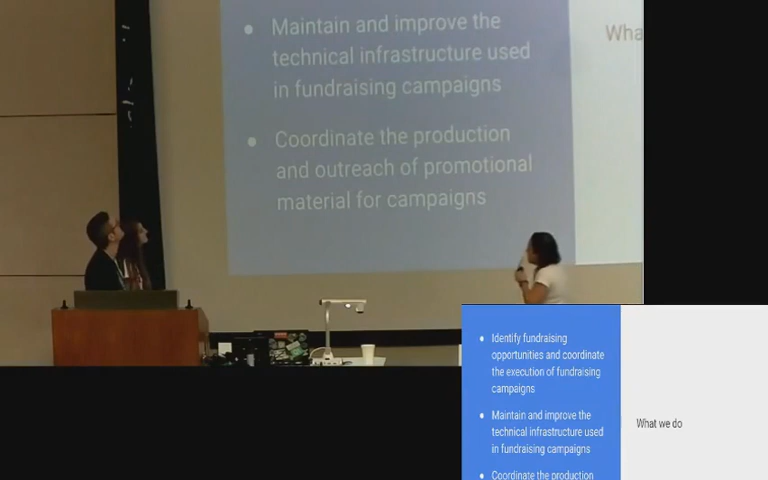 Maintain and improve the
technical infrastructure used
in fundraising campaigns
Coordinate the production
and outreach of promotional
material for campaigns
Wha
Identify fundraising
opportunities and coordinate
the execution of fundraising
campaigns
Maintain and improve the
technical infrastructure used
in fundraising campaigns
Coordinate the production
What we do